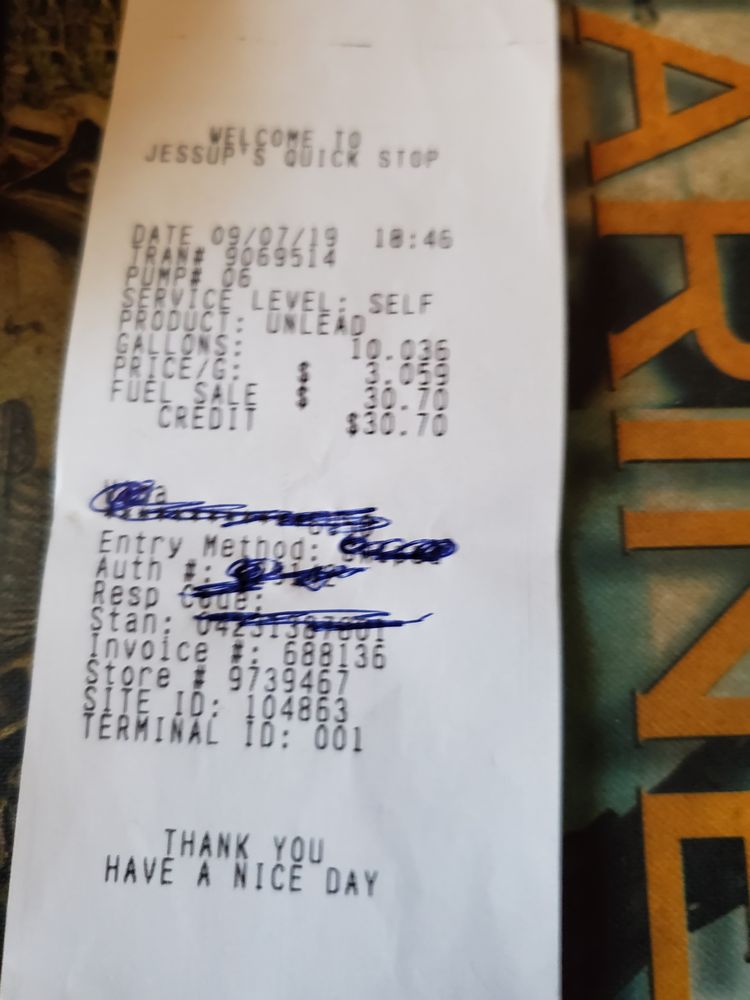 WELCOME TO
JESSUP'S QUICK STOP
DATE 09/07/19 18:46
TRAN# 9069514
PUMP# 06
SERVICE LEVEL: SELF
PRODUCT: UNLEAD
GALLONS: 10.036
PRICE/G: $ 3.059
FUEL SALE $ 30.70
CREDIT $30.70
Entry Method:
Auth #:
Resp Code:
Stan:
Invoice #: 688136
Store # 9739467
SITE ID: 104863
TERMINAL ID: 001
THANK YOU
HAVE A NICE DAY
ARINE